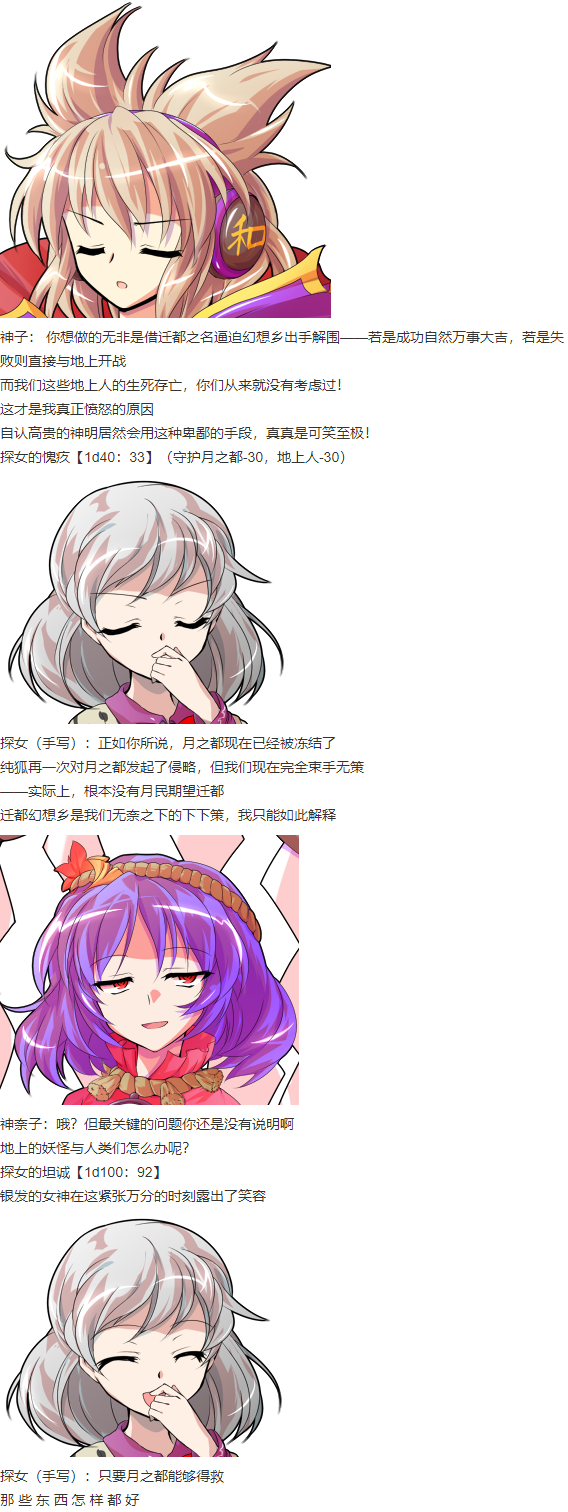 和
神子： 你想做的无非是借迁都之名逼迫幻想乡出手解围——若是成功自然万事大吉，若是失
败则直接与地上开战
而我们这些地上人的生死存亡，你们从来就没有考虑过！
这才是我真正愤怒的原因
自认高贵的神明居然会用这种卑鄙的手段，真真是可笑至极！
探女的愧疚【1d40：33】（守护月之都-30，地上人-30）
探女（手写）：正如你所说，月之都现在已经被冻结了
纯狐再一次对月之都发起了侵略，但我们现在完全束手无策
——实际上，根本没有月民期望迁都
迁都幻想乡是我们无奈之下的下下策，我只能如此解释
神奈子：哦？但最关键的问题你还是没有说明啊
地上的妖怪与人类们怎么办呢？
探女的坦诚【1d100：92】
银发的女神在这紧张万分的时刻露出了笑容
探女（手写）：只要月之都能够得救
那 些 东 西 怎 样 都 好